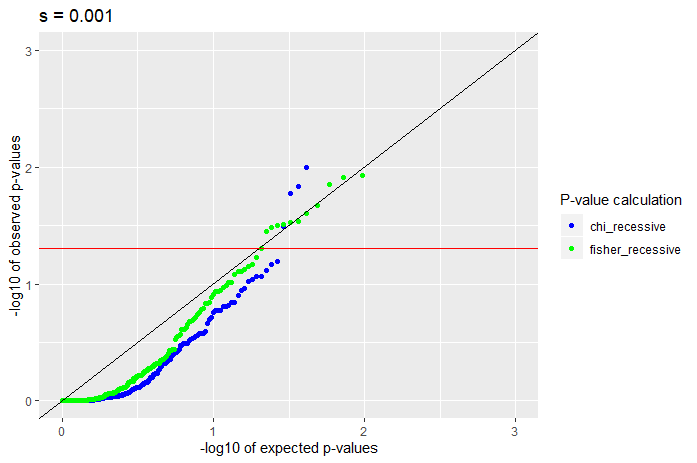 s = 0.001
3
2
1
0
-log10 of observed p-values
0
1
2
3
-log10 of expected p-values
P-value calculation
chi_recessive
fisher_recessive